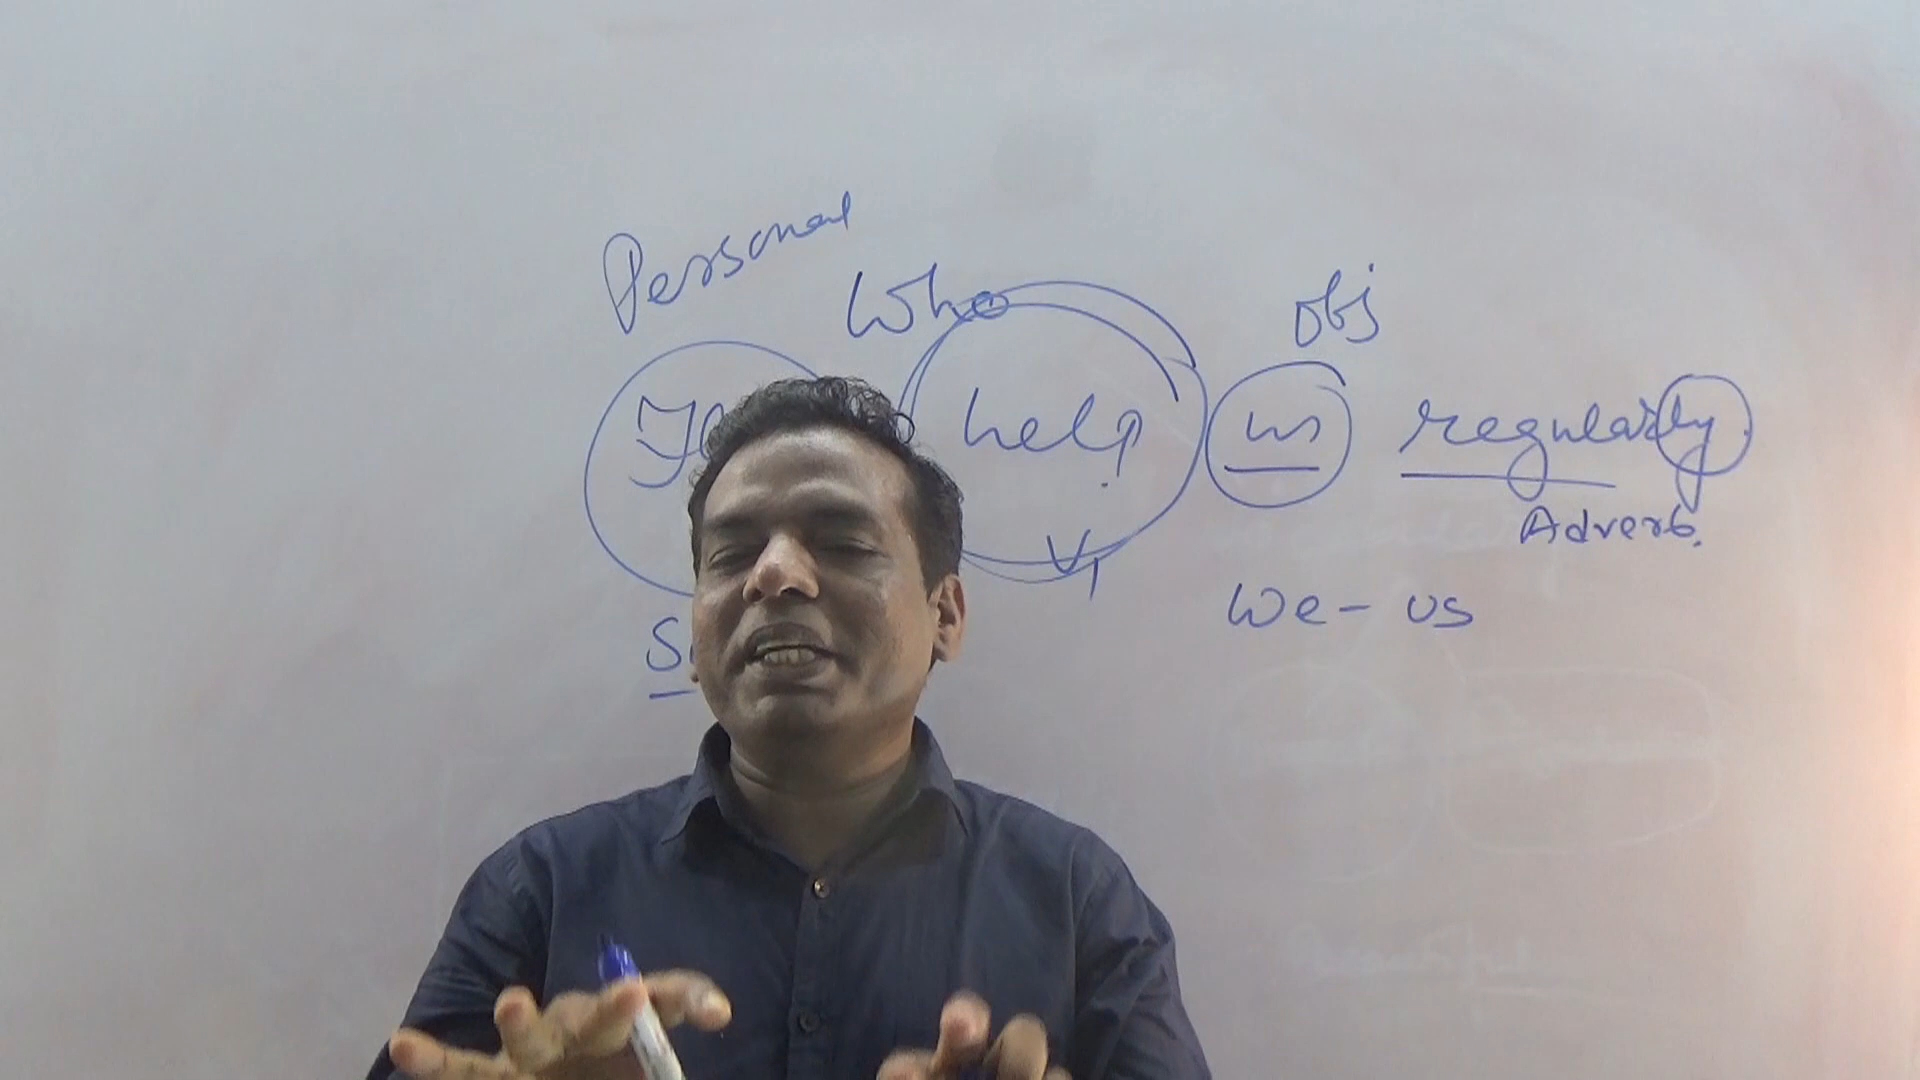 Personal
Who
Obj
help us regularly.
V1
Adverb.
We - us